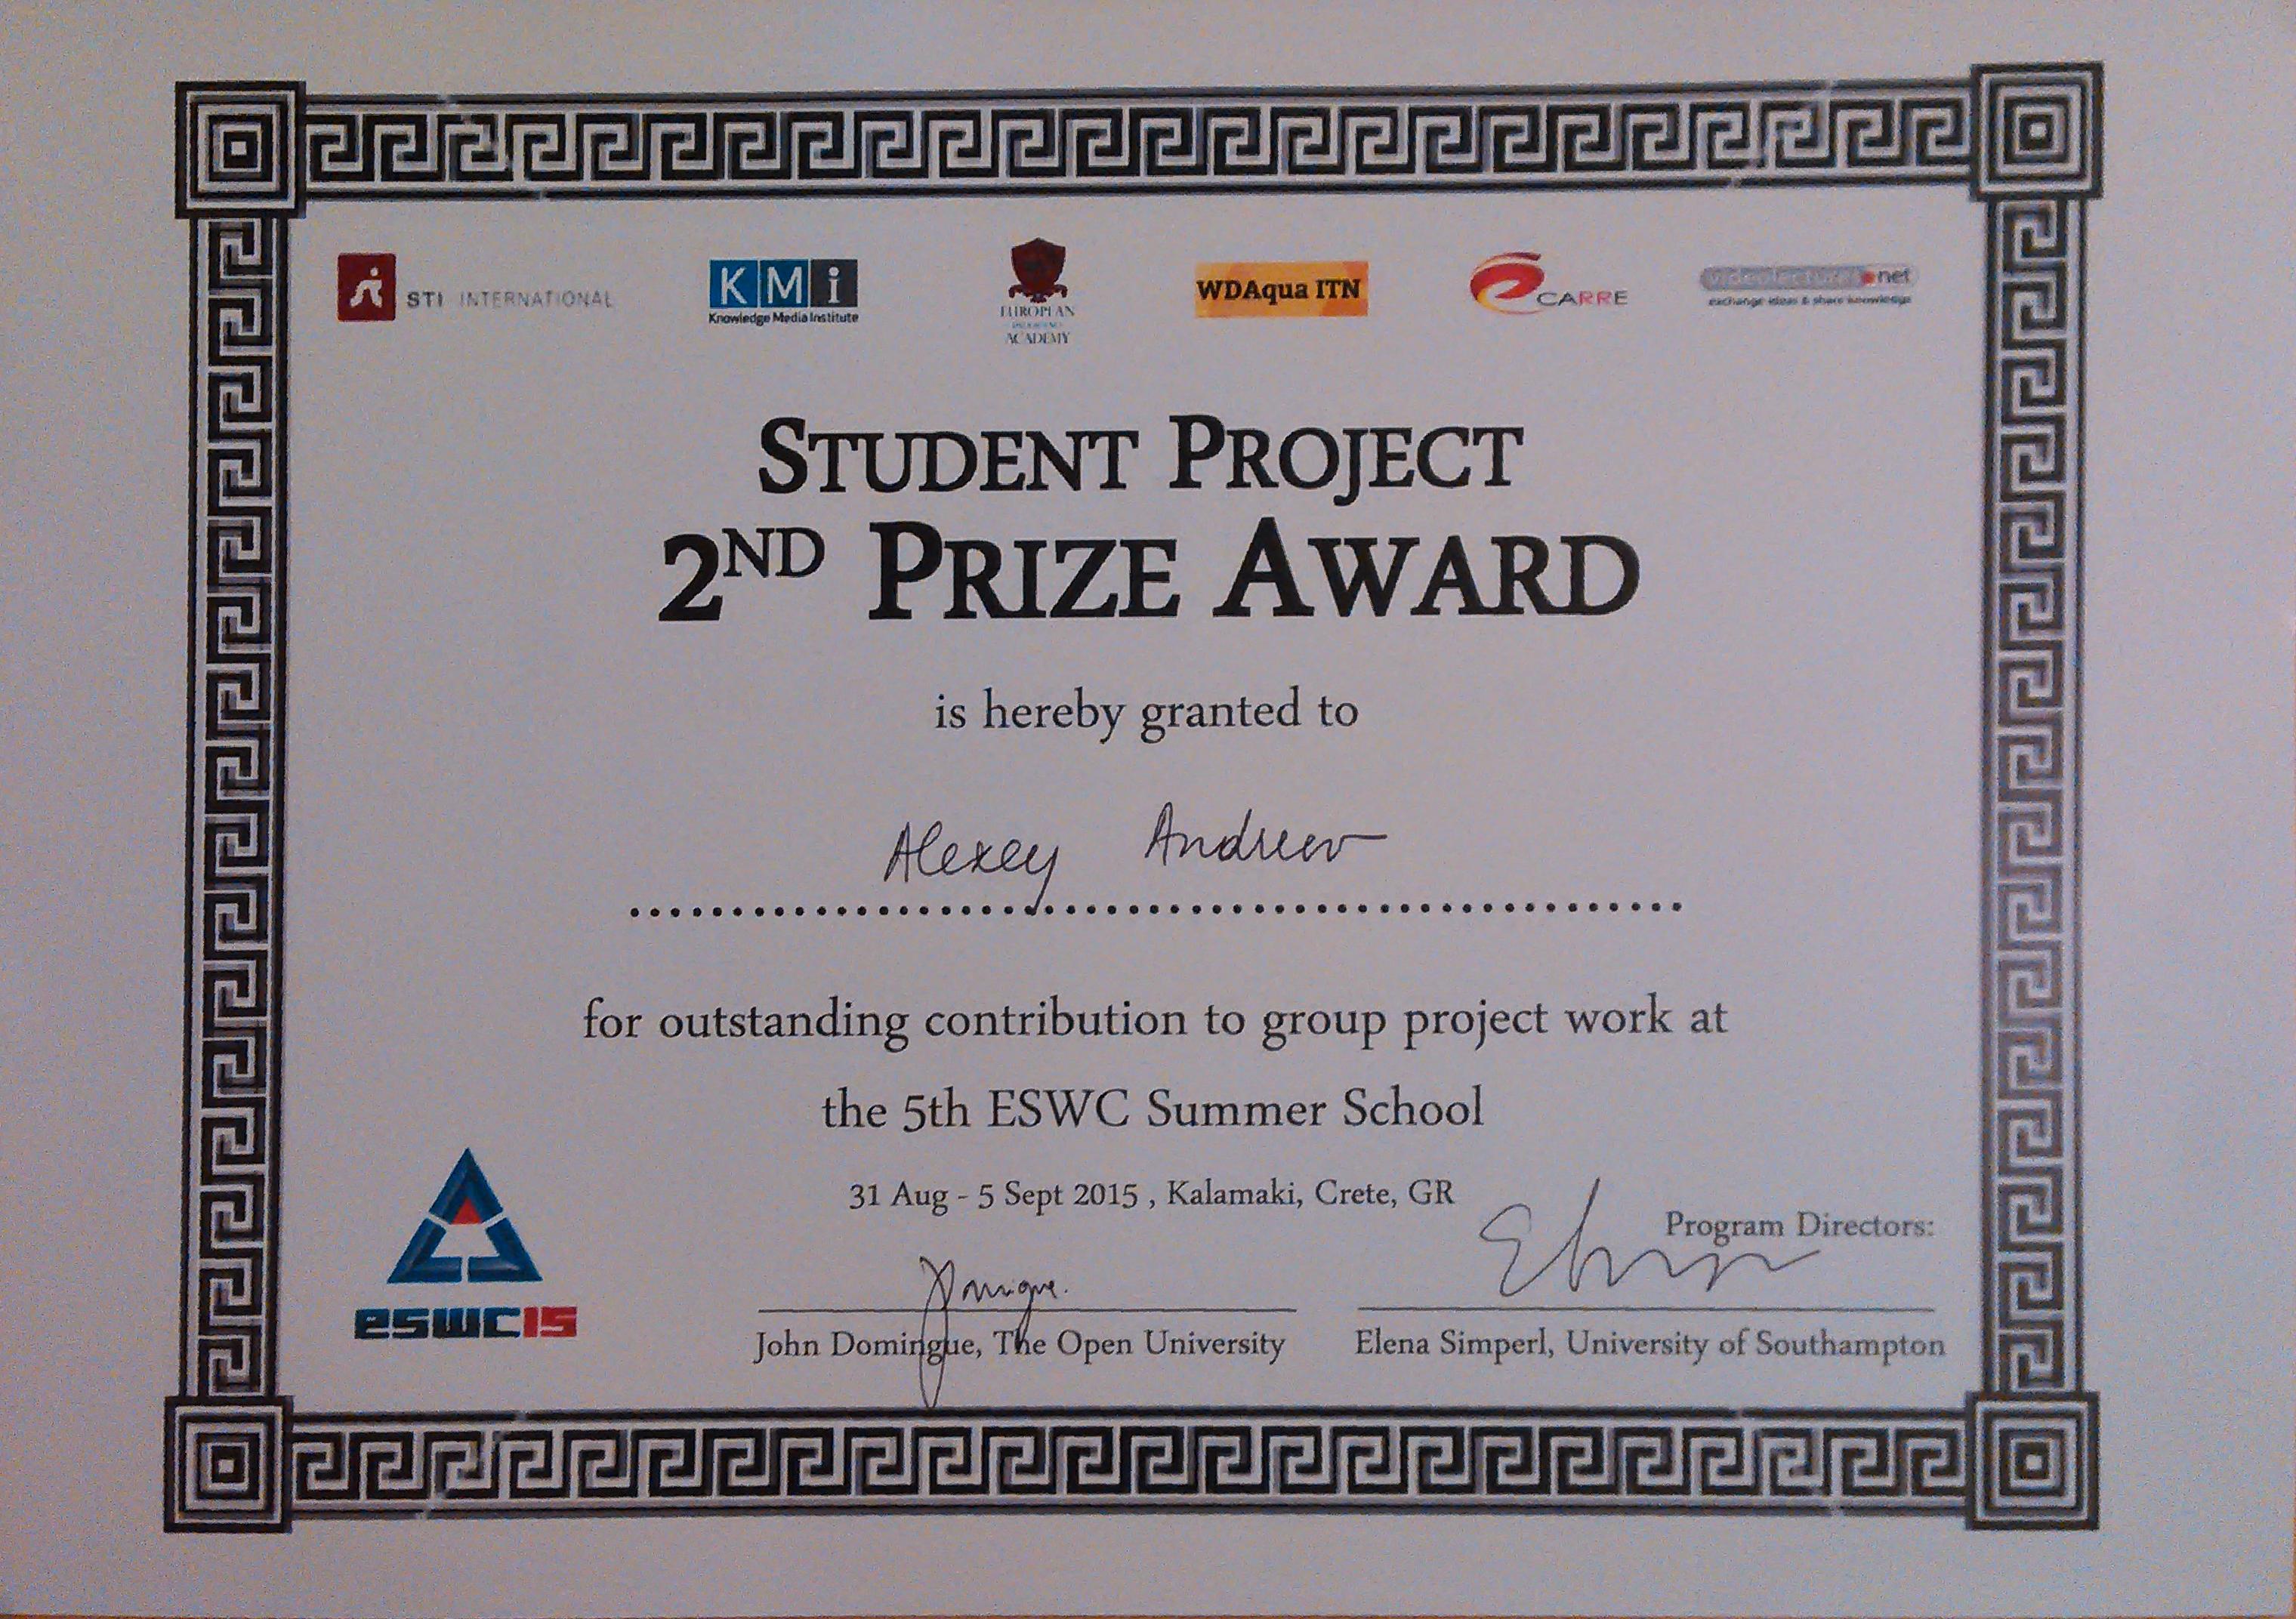 STI INTERNATIONAL
KMi
Knowledge Media Institute
EUROPEAN
ACADEMY
WDAqua ITN
CARRE
videolectures.net
exchange ideas & share knowledge
STUDENT PROJECT
2ND PRIZE AWARD
is hereby granted to
Alexey Andreev
for outstanding contribution to group project work at
the 5th ESWC Summer School
31 Aug - 5 Sept 2015 , Kalamaki, Crete, GR
Program Directors:
Domingue.
John Domingue, The Open University
Elena Simperl, University of Southampton
eswc15